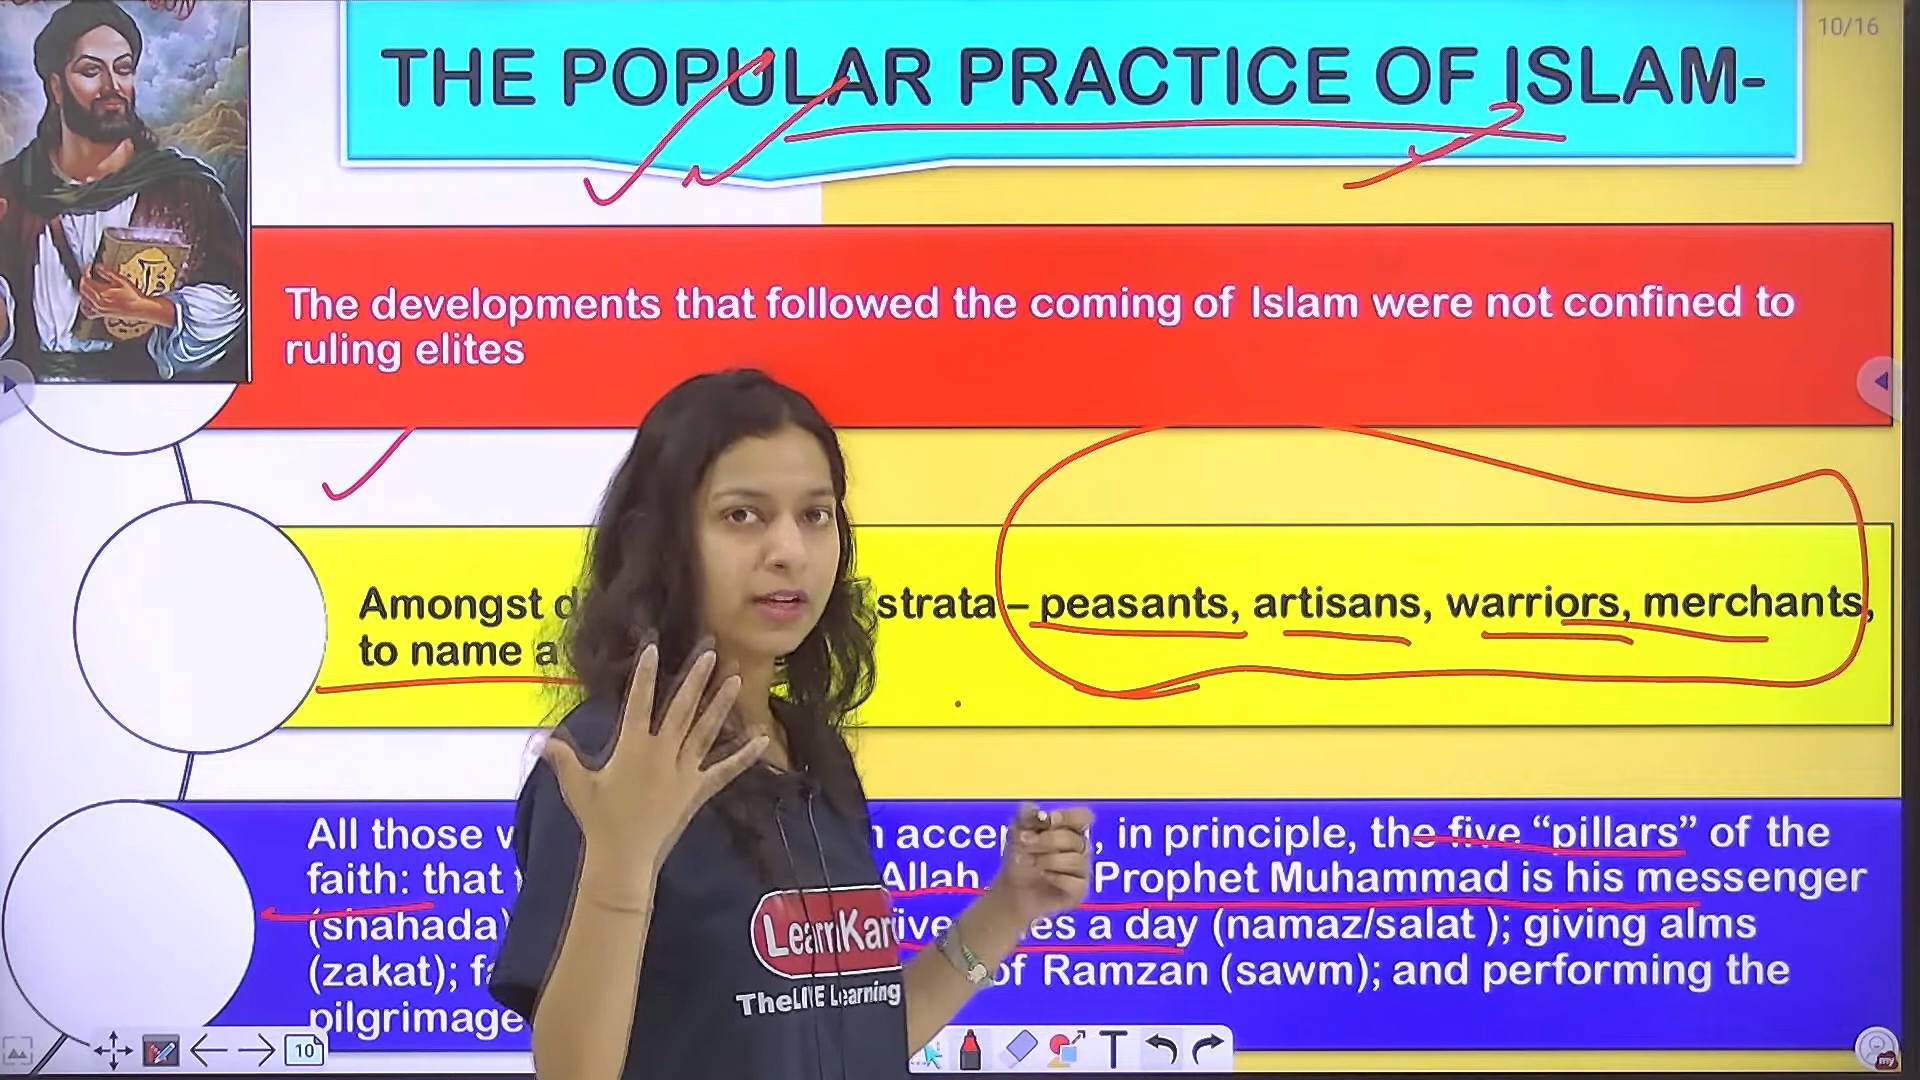 10/16
THE POPULAR PRACTICE OF ISLAM-
The developments that followed the coming of Islam were not confined to
ruling elites
Amongst strata – peasants, artisans, warriors, merchants,
to name a
All those in principle, the five “pillars” of the
faith: that Allah, Prophet Muhammad is his messenger
(shahada) a day (namaz/salat ); giving alms
(zakat); of Ramzan (sawm); and performing the
pilgrimage
LearnKar
TheLIVE Learning
10
T
my